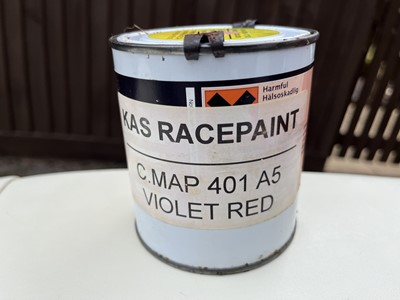 Harmful
Hälsoskadlig
KAS RACEPAINT
C.MAP 401 A5
VIOLET RED